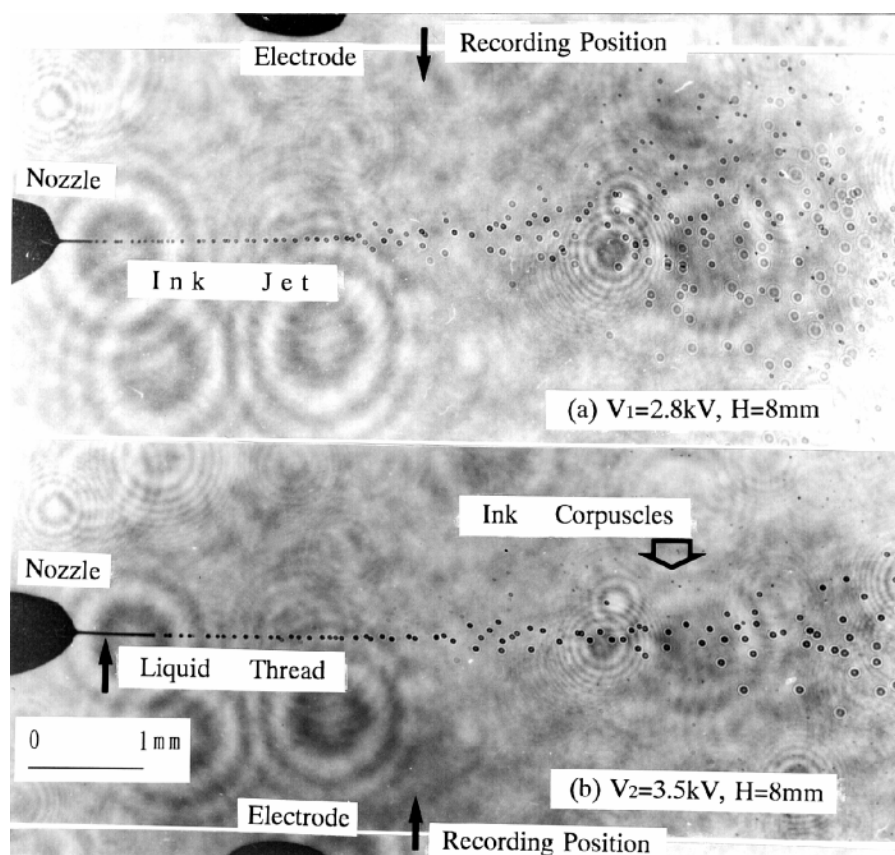 Electrode
Recording Position
Nozzle
Ink Jet
(a) V1=2.8kV, H=8mm
Ink Corpuscles
Nozzle
Liquid Thread
0 1mm
(b) V2=3.5kV, H=8mm
Electrode
Recording Position